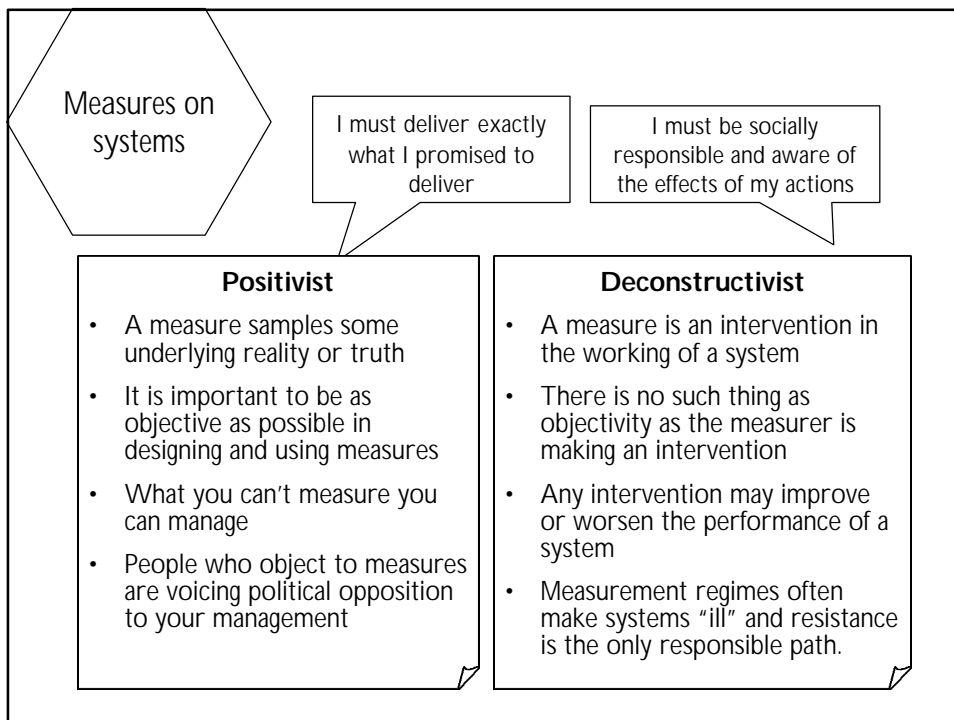 Measures on
systems
I must deliver exactly
what I promised to
deliver
I must be socially
responsible and aware of
the effects of my actions
Positivist
• A measure samples some
underlying reality or truth
• It is important to be as
objective as possible in
designing and using measures
• What you can't measure you
can manage
• People who object to measures
are voicing political opposition
to your management
Deconstructivist
• A measure is an intervention in
the working of a system
• There is no such thing as
objectivity as the measurer is
making an intervention
• Any intervention may improve
or worsen the performance of a
system
• Measurement regimes often
make systems “ill” and resistance
is the only responsible path.